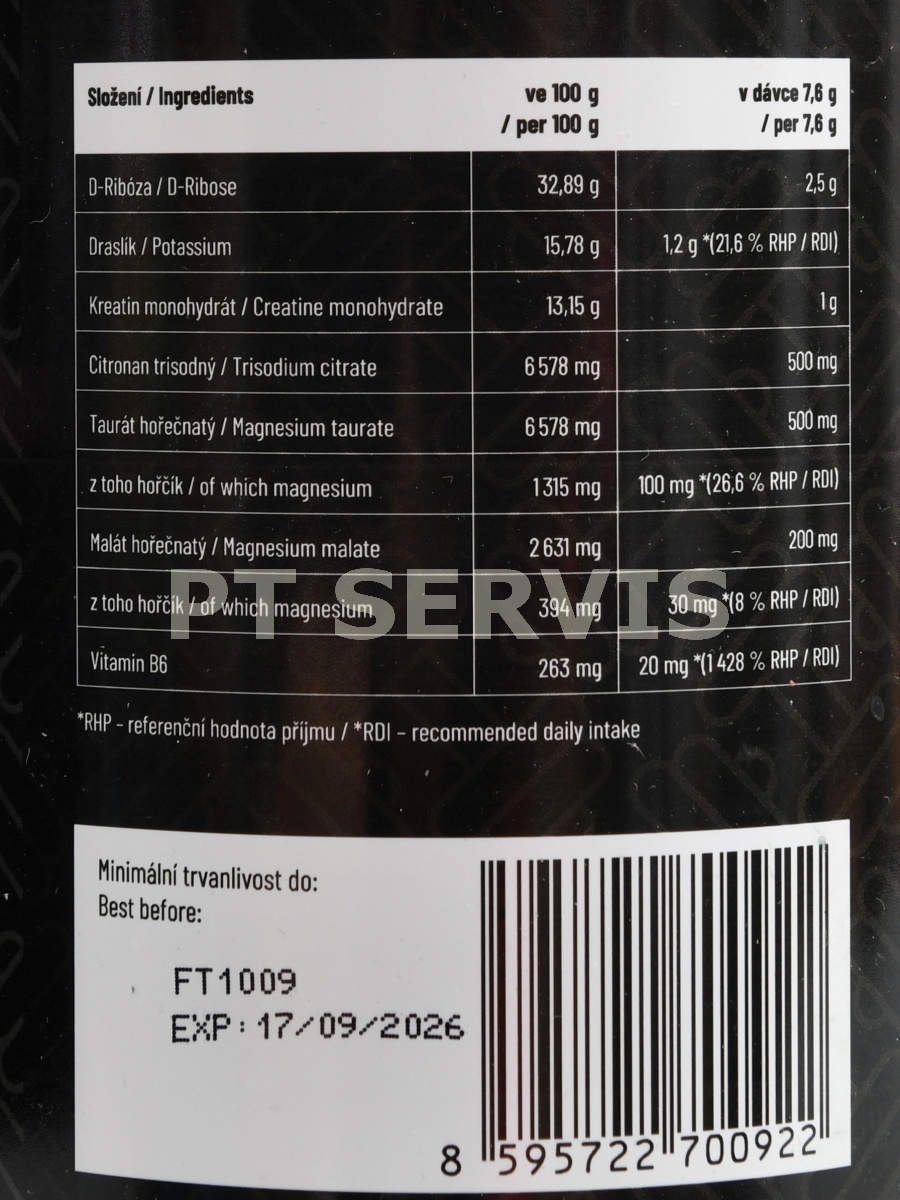 Složení / Ingredients ve 100 g / per 100 g v dávce 7,6 g / per 7,6 g
D-Ribóza / D-Ribose 32,89 g 2,5 g
Draslík / Potassium 15,78 g 1,2 g *(21,6 % RHP / RDI)
Kreatin monohydrát / Creatine monohydrate 13,15 g 1 g
Citronan trisodný / Trisodium citrate 6 578 mg 500 mg
Taurát hořečnatý / Magnesium taurate 6 578 mg 500 mg
z toho hořčík / of which magnesium 1 315 mg 100 mg *(26,6 % RHP / RDI)
Malát hořečnatý / Magnesium malate 2 631 mg 200 mg
z toho hořčík / of which magnesium 394 mg 30 mg *(8 % RHP / RDI)
PT SERVIS
Vitamin B6 263 mg 20 mg *(1 428 % RHP / RDI)
*RHP – referenční hodnota příjmu / *RDI – recommended daily intake
Minimální trvanlivost do:
Best before:
FT1009
EXP: 17/09/2026
8 595722 700922